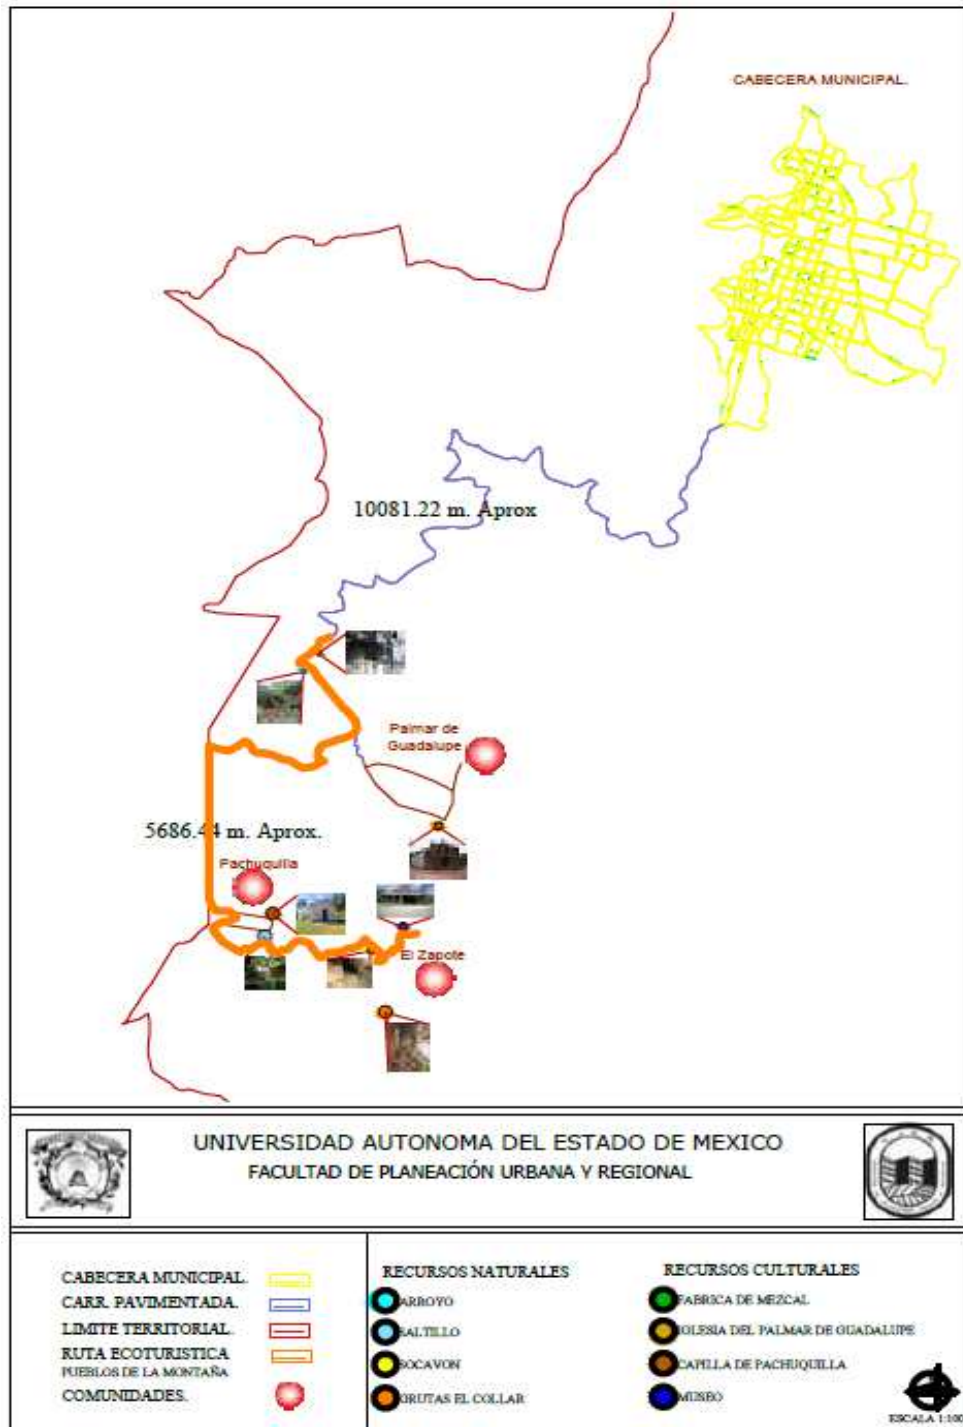 CABECERA MUNICIPAL.
10081.22 m. Aprox
Palmar de
Guadalupe
5686.44 m. Aprox.
Pachuquilla
El Zapote
UNIVERSIDAD AUTONOMA DEL ESTADO DE MEXICO
FACULTAD DE PLANEACIÓN URBANA Y REGIONAL
CABECERA MUNICIPAL.
CARR. PAVIMENTADA.
LIMITE TERRITORIAL.
RUTA ECOTURISTICA
PUEBLOS DE LA MONTAÑA
COMUNIDADES.
RECURSOS NATURALES
ARROYO
SALTILLO
SOCAVON
GRUTAS EL COLLAR
RECURSOS CULTURALES
FABRICA DE MEZCAL
IGLESIA DEL PALMAR DE GUADALUPE
CAPILLA DE PACHUQUILLA
MUSEO
ESCALA 1:100